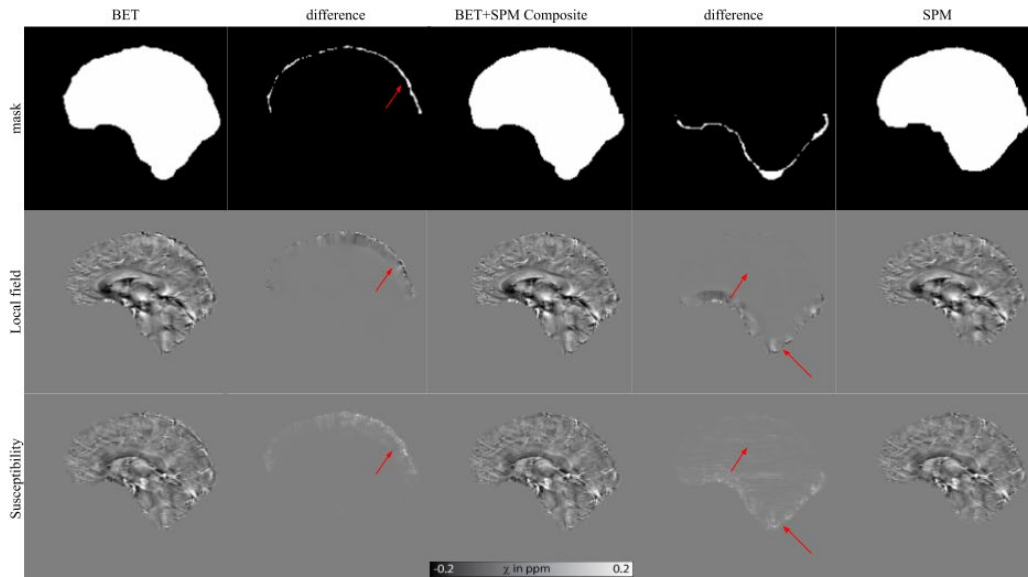 BET difference BET+SPM Composite difference SPM
mask
Local field
Susceptibility
-0.2 χ in ppm 0.2